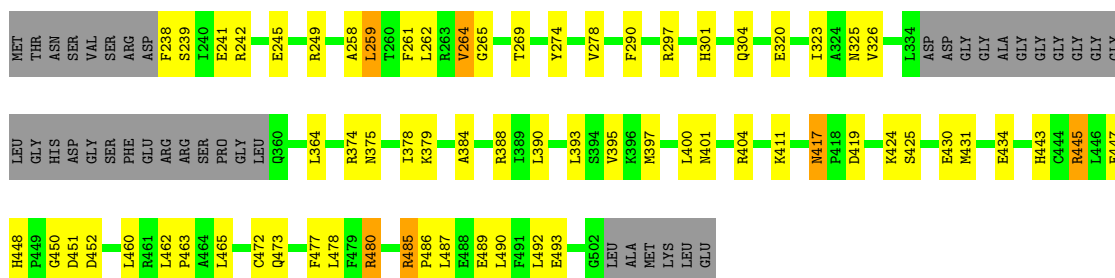 MET THR ASN SER VAL SER ARG ASP F238 S239 I240 E241 R242 E245 R249 A258 L259 T260 F261 L262 R263 V264 G265 T269 Y274 V278 F290 R297 H301 Q304 E320 I323 A324 N325 V326 L334 ASP ASP GLY GLY ALA GLY GLY GLY GLY GLY GLY
LEU GLY HIS ASP GLY SER PHE GLU ARG ARG SER PRO GLY LEU Q360 L364 R374 N375 I378 K379 A384 R388 I389 L390 L393 S394 V395 K396 M397 L400 N401 R404 K411 N417 P418 D419 K424 S425 E430 M431 E434 H443 C444 R445 L446 E447
H448 P449 G450 D451 D452 L460 R461 L462 P463 A464 L465 C472 Q473 F477 L478 F479 R480 R485 P486 L487 E488 E489 L490 F491 L492 E493 G502 LEU ALA MET LYS LEU GLU